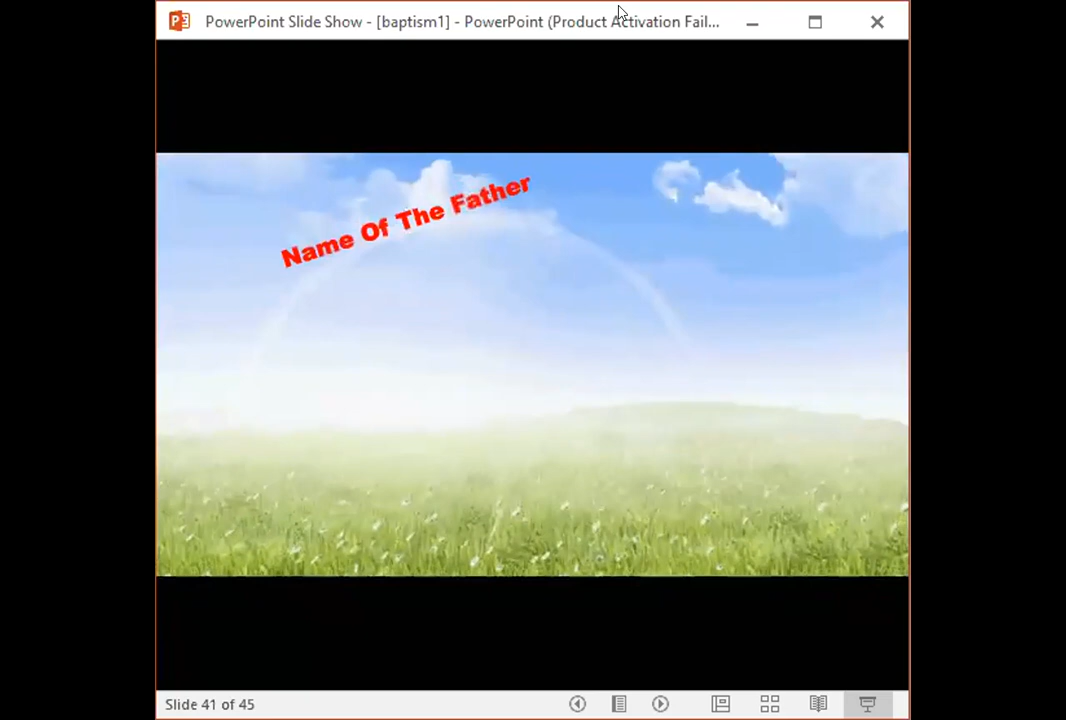 PowerPoint Slide Show - [baptism1] - PowerPoint (Product Activation Fail...
Name Of The Father
Slide 41 of 45